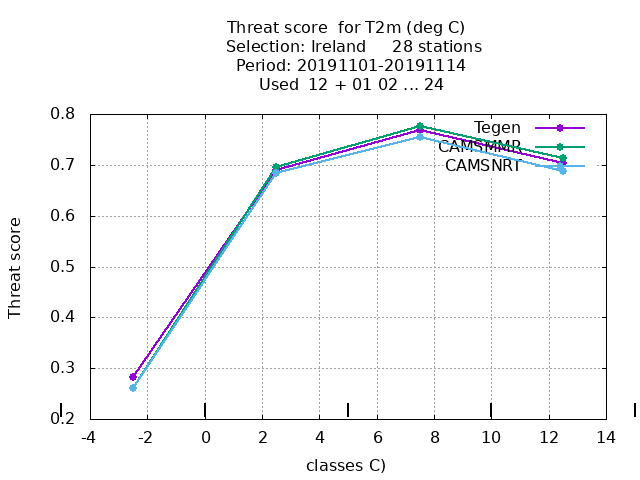 Threat score for T2m (deg C)
Selection: Ireland 28 stations
Period: 20191101-20191114
Used 12 + 01 02 ... 24
0.8
0.7
0.6
0.5
0.4
0.3
0.2
Threat score
Tegen
CAMSMMR
CAMSNRT
-4 -2 0 2 4 6 8 10 12 14
classes C)